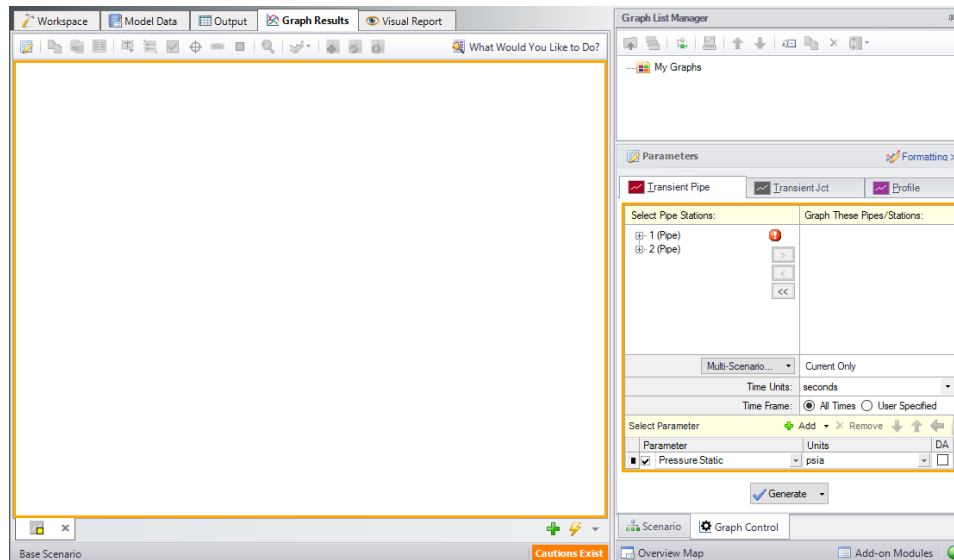 Workspace Model Data Output Graph Results Visual Report
What Would You Like to Do?
Graph List Manager
My Graphs
Parameters Formatting >
Transient Pipe Transient Jct Profile
Select Pipe Stations: Graph These Pipes/Stations:
1 (Pipe)
2 (Pipe)
>
<
<<
Multi-Scenario... Current Only
Time Units: seconds
Time Frame: All Times User Specified
Select Parameter Add Remove
Parameter Units DA
Pressure Static psia
Generate
Scenario Graph Control
Base Scenario Cautions Exist Overview Map Add-on Modules